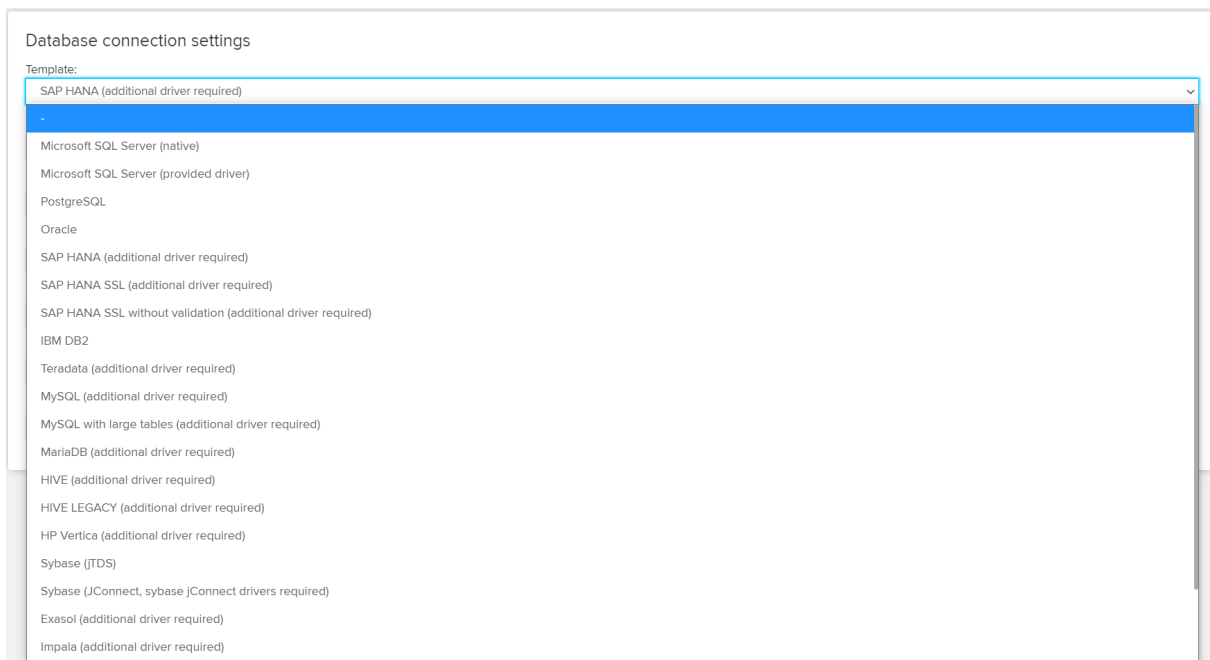 Database connection settings
Template:
SAP HANA (additional driver required)
-
Microsoft SQL Server (native)
Microsoft SQL Server (provided driver)
PostgreSQL
Oracle
SAP HANA (additional driver required)
SAP HANA SSL (additional driver required)
SAP HANA SSL without validation (additional driver required)
IBM DB2
Teradata (additional driver required)
MySQL (additional driver required)
MySQL with large tables (additional driver required)
MariaDB (additional driver required)
HIVE (additional driver required)
HIVE LEGACY (additional driver required)
HP Vertica (additional driver required)
Sybase (jTDS)
Sybase (JConnect, sybase jConnect drivers required)
Exasol (additional driver required)
Impala (additional driver required)